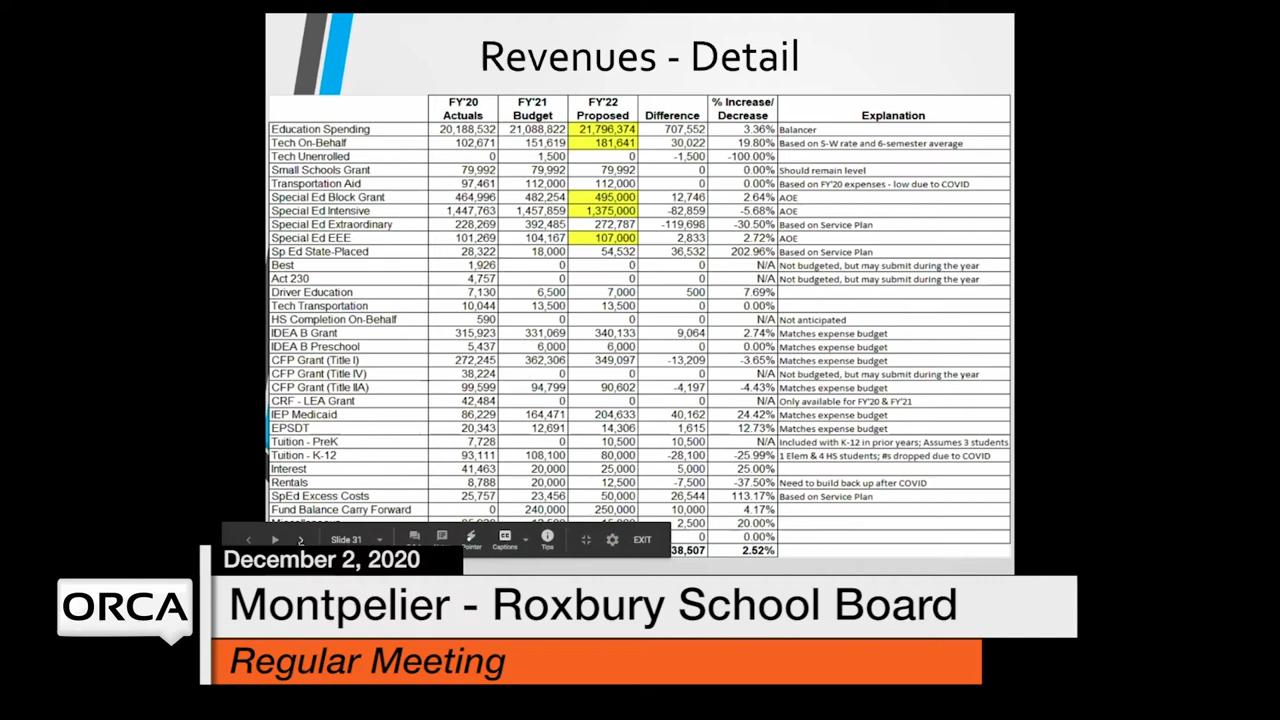 Revenues - Detail
FY'20 Actuals FY'21 Budget FY'22 Proposed Difference % Increase/ Decrease Explanation
Education Spending 20,188,532 21,088,822 21,796,374 707,552 3.36% Balancer
Tech On-Behalf 102,671 151,619 181,641 30,022 19.80% Based on S-W rate and 6-semester average
Tech Unenrolled 0 1,500 0 -1,500 -100.00%
Small Schools Grant 79,992 79,992 79,992 0 0.00% Should remain level
Transportation Aid 97,461 112,000 112,000 0 0.00% Based on FY'20 expenses - low due to COVID
Special Ed Block Grant 464,996 482,254 495,000 12,746 2.64% AOE
Special Ed Intensive 1,447,763 1,457,859 1,375,000 -82,859 -5.68% AOE
Special Ed Extraordinary 228,269 392,485 272,787 -119,698 -30.50% Based on Service Plan
Special Ed EEE 101,269 104,167 107,000 2,833 2.72% AOE
Sp Ed State-Placed 28,322 18,000 54,532 36,532 202.96% Based on Service Plan
Best 1,926 0 0 0 N/A Not budgeted, but may submit during the year
Act 230 4,757 0 0 0 N/A Not budgeted, but may submit during the year
Driver Education 7,130 6,500 7,000 500 7.69%
Tech Transportation 10,044 13,500 13,500 0 0.00%
HS Completion On-Behalf 590 0 0 0 N/A Not anticipated
IDEA B Grant 315,923 331,069 340,133 9,064 2.74% Matches expense budget
IDEA B Preschool 5,437 6,000 6,000 0 0.00% Matches expense budget
CFP Grant (Title I) 272,245 362,306 349,097 -13,209 -3.65% Matches expense budget
CFP Grant (Title IV) 38,224 0 0 0 N/A Not budgeted, but may submit during the year
CFP Grant (Title IIA) 99,599 94,799 90,602 -4,197 -4.43% Matches expense budget
CRF - LEA Grant 42,484 0 0 0 N/A Only available for FY'20 & FY'21
IEP Medicaid 86,229 164,471 204,633 40,162 24.42% Matches expense budget
EPSDT 20,343 12,691 14,306 1,615 12.73% Matches expense budget
Tuition - PreK 7,728 0 10,500 10,500 N/A Included with K-12 in prior years; Assumes 3 students
Tuition - K-12 93,111 108,100 80,000 -28,100 -25.99% 1 Elem & 4 HS students; #s dropped due to COVID
Interest 41,463 20,000 25,000 5,000 25.00%
Rentals 8,788 20,000 12,500 -7,500 -37.50% Need to build back up after COVID
SpEd Excess Costs 25,757 23,456 50,000 26,544 113.17% Based on Service Plan
Fund Balance Carry Forward 0 240,000 250,000 10,000 4.17%
2,500 20.00%
0 0.00%
38,507 2.52%
Slide 31 Pointer Captions Tips EXIT
December 2, 2020
ORCA
Montpelier - Roxbury School Board
Regular Meeting